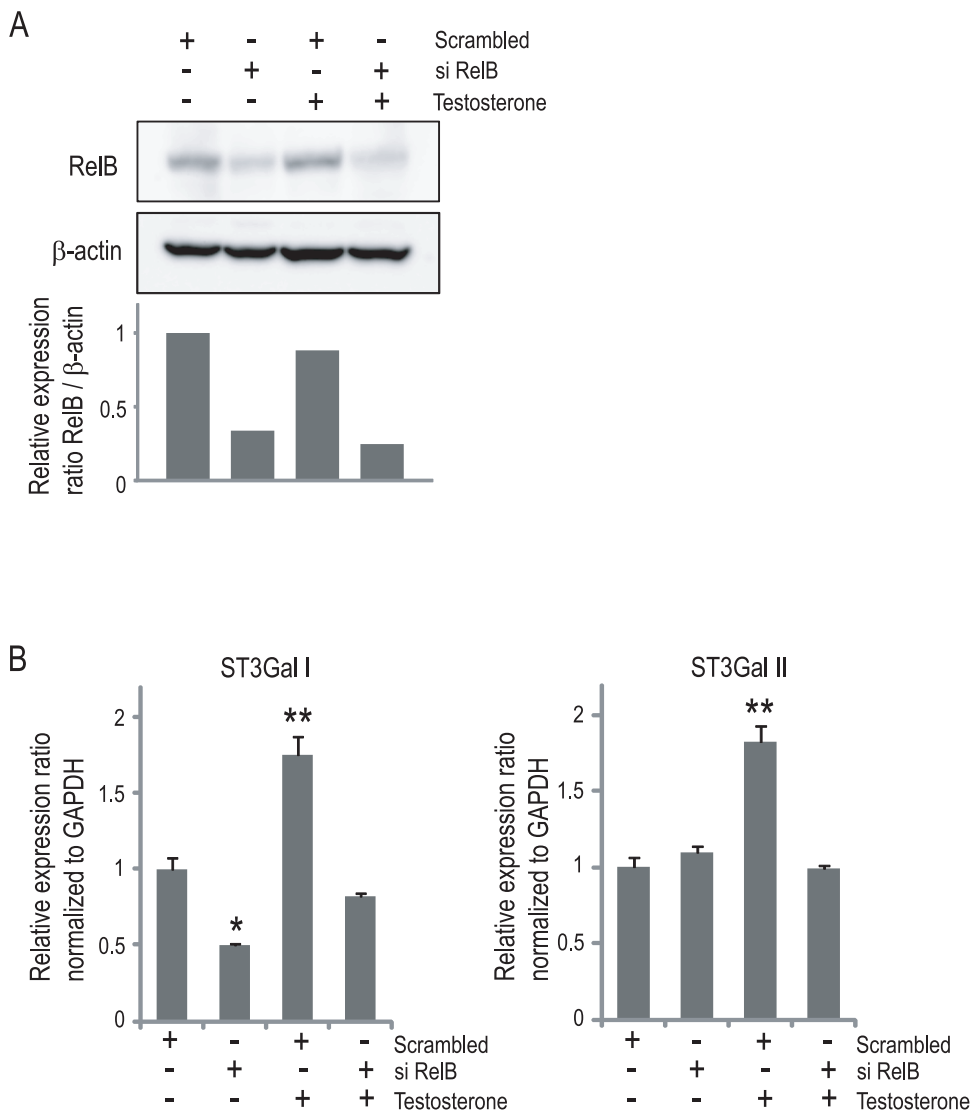 A
+ - + - Scrambled
- + - + si RelB
- - + + Testosterone
RelB
β-actin
Relative expression
ratio RelB / β-actin
1
0.5
0
B
ST3Gal I
Relative expression ratio
normalized to GAPDH
2
1.5
1
0.5
0
**
*
+ - + - Scrambled
- + - + si RelB
- - + + Testosterone
ST3Gal II
Relative expression ratio
normalized to GAPDH
2
1.5
1
0.5
0
**
+ - + - Scrambled
- + - + si RelB
- - + + Testosterone